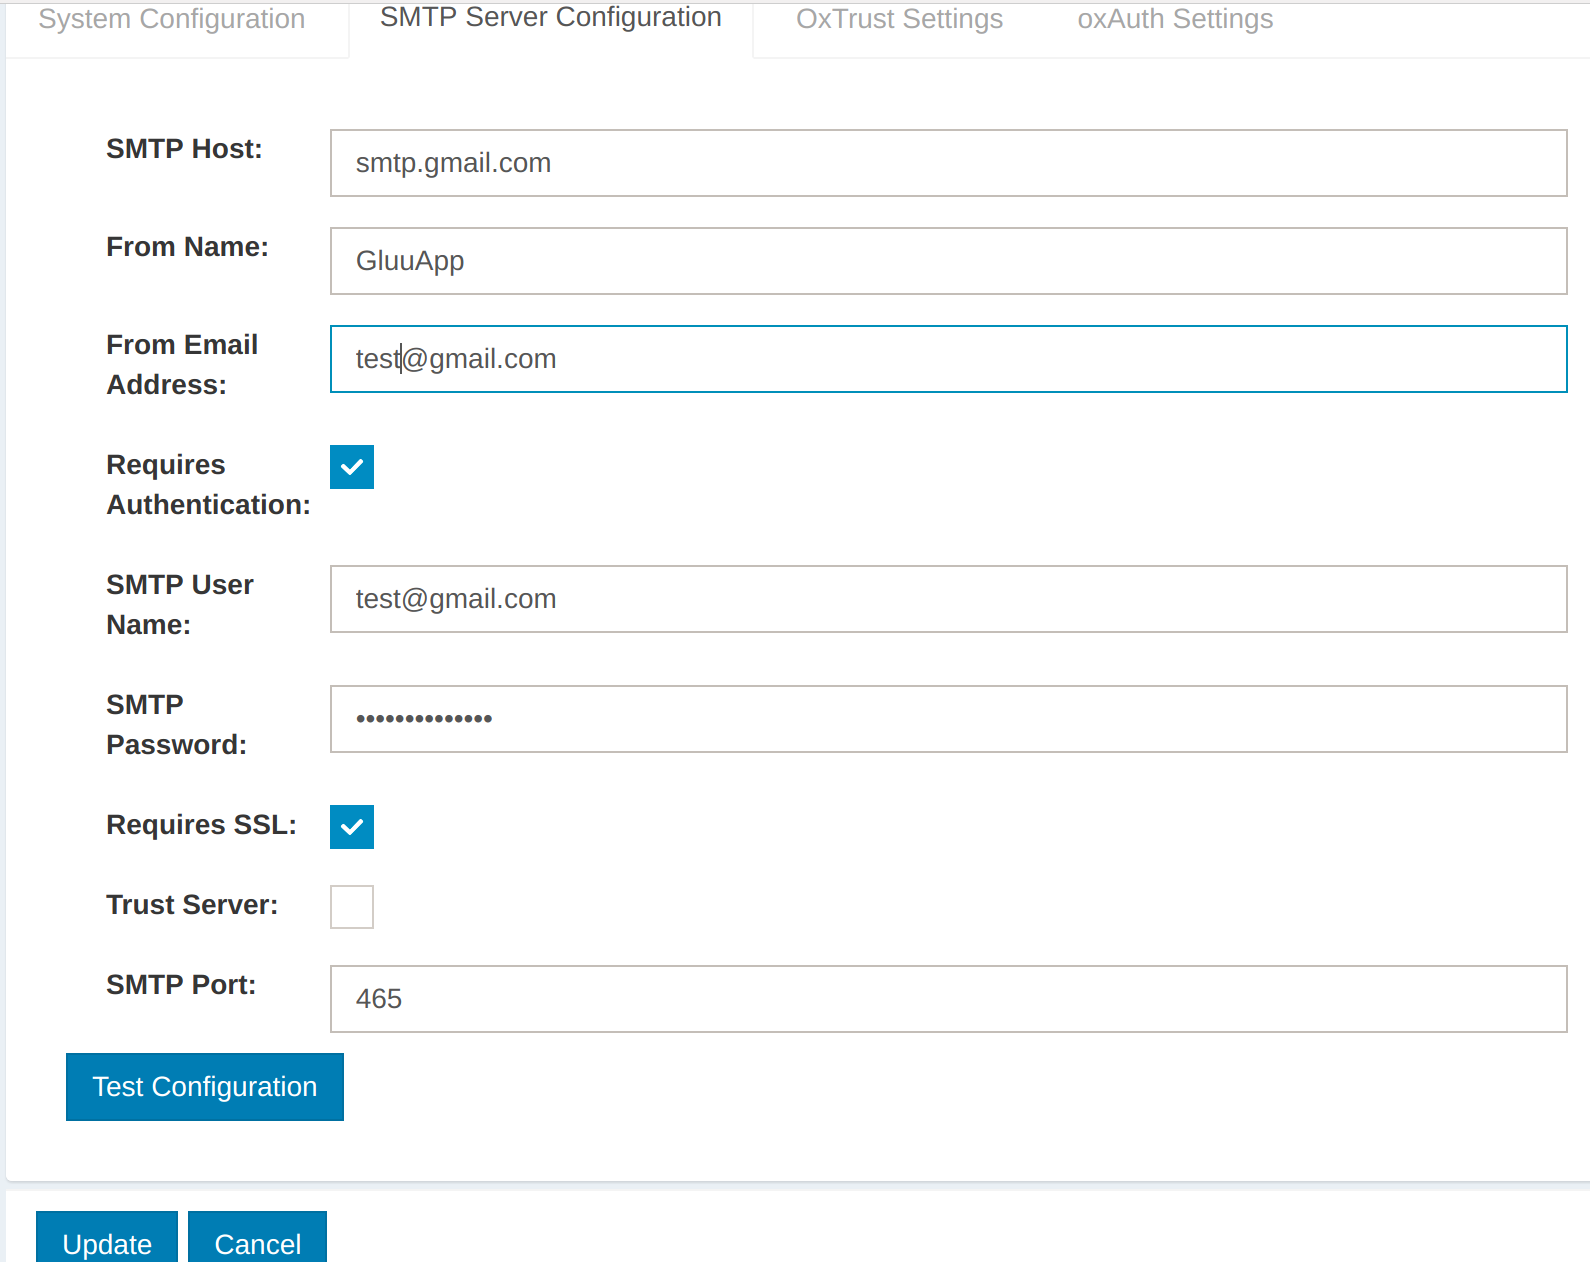 System Configuration SMTP Server Configuration OxTrust Settings oxAuth Settings
SMTP Host: smtp.gmail.com
From Name: GluuApp
From Email
Address:
test@gmail.com
Requires
Authentication:
SMTP User
Name:
test@gmail.com
SMTP
Password:
••••••••••••••
Requires SSL:
Trust Server:
SMTP Port: 465
Test Configuration
Update Cancel